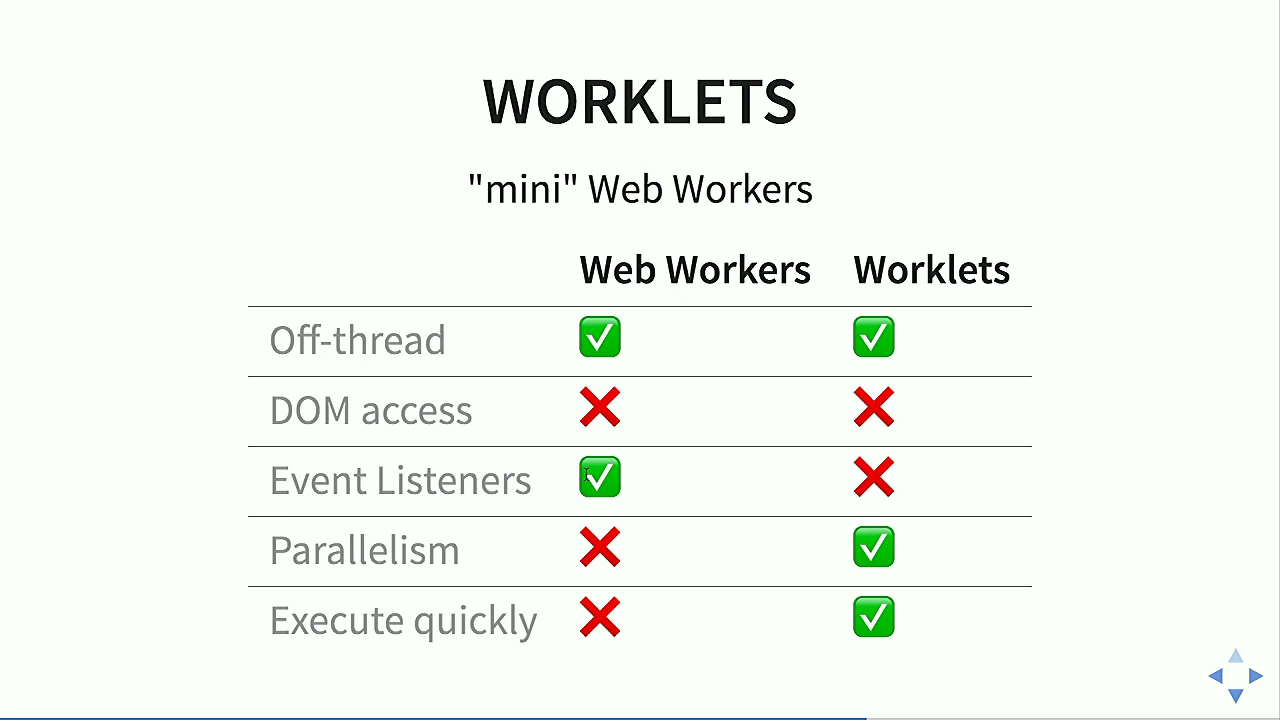 WORKLETS
"mini" Web Workers
Web Workers Worklets
Off-thread ✅ ✅
DOM access ❌ ❌
Event Listeners ✅ ❌
Parallelism ❌ ✅
Execute quickly ❌ ✅